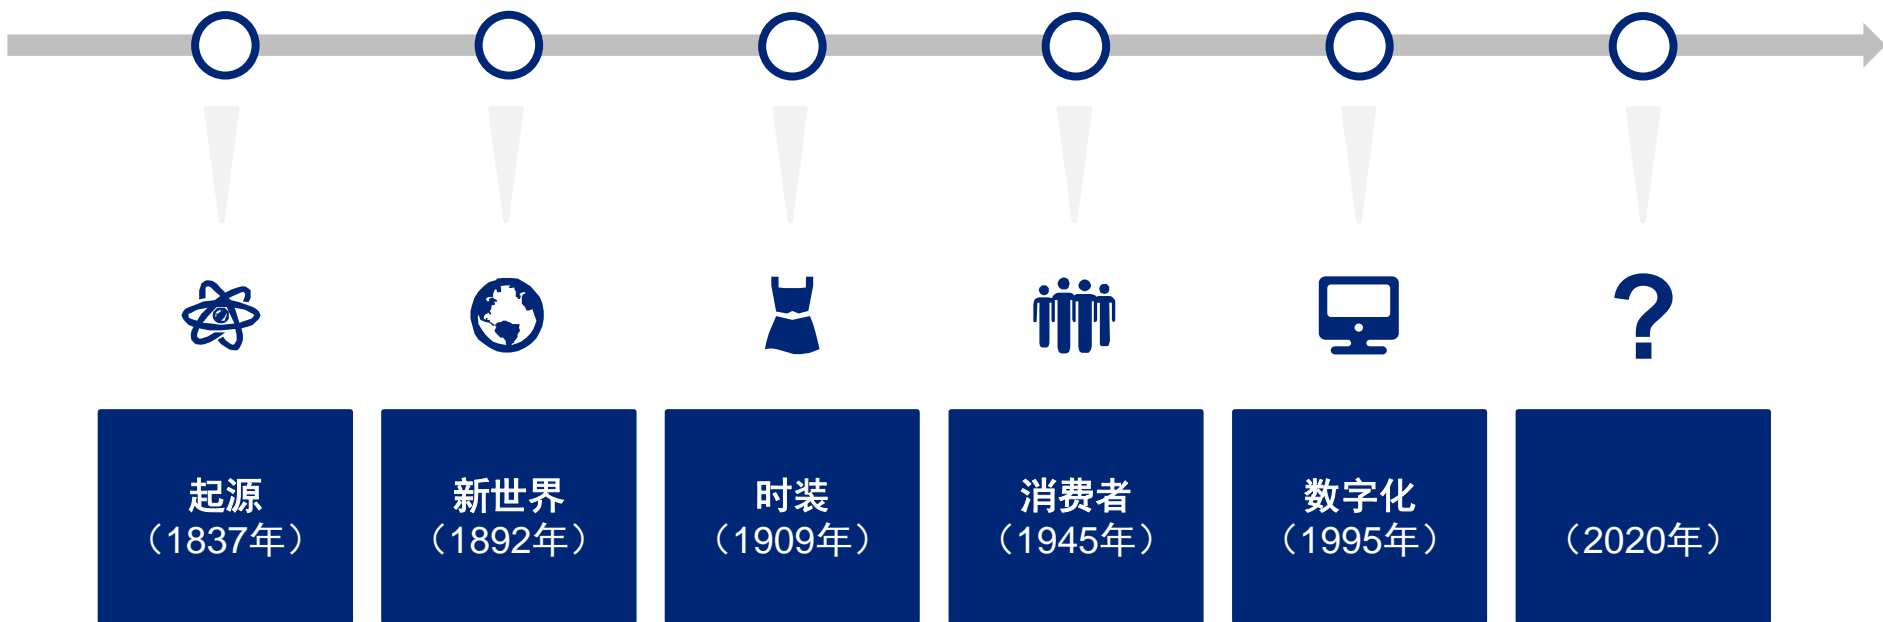 起源
（1837年）
新世界
（1892年）
时装
（1909年）
消费者
（1945年）
数字化
（1995年）
?
（2020年）